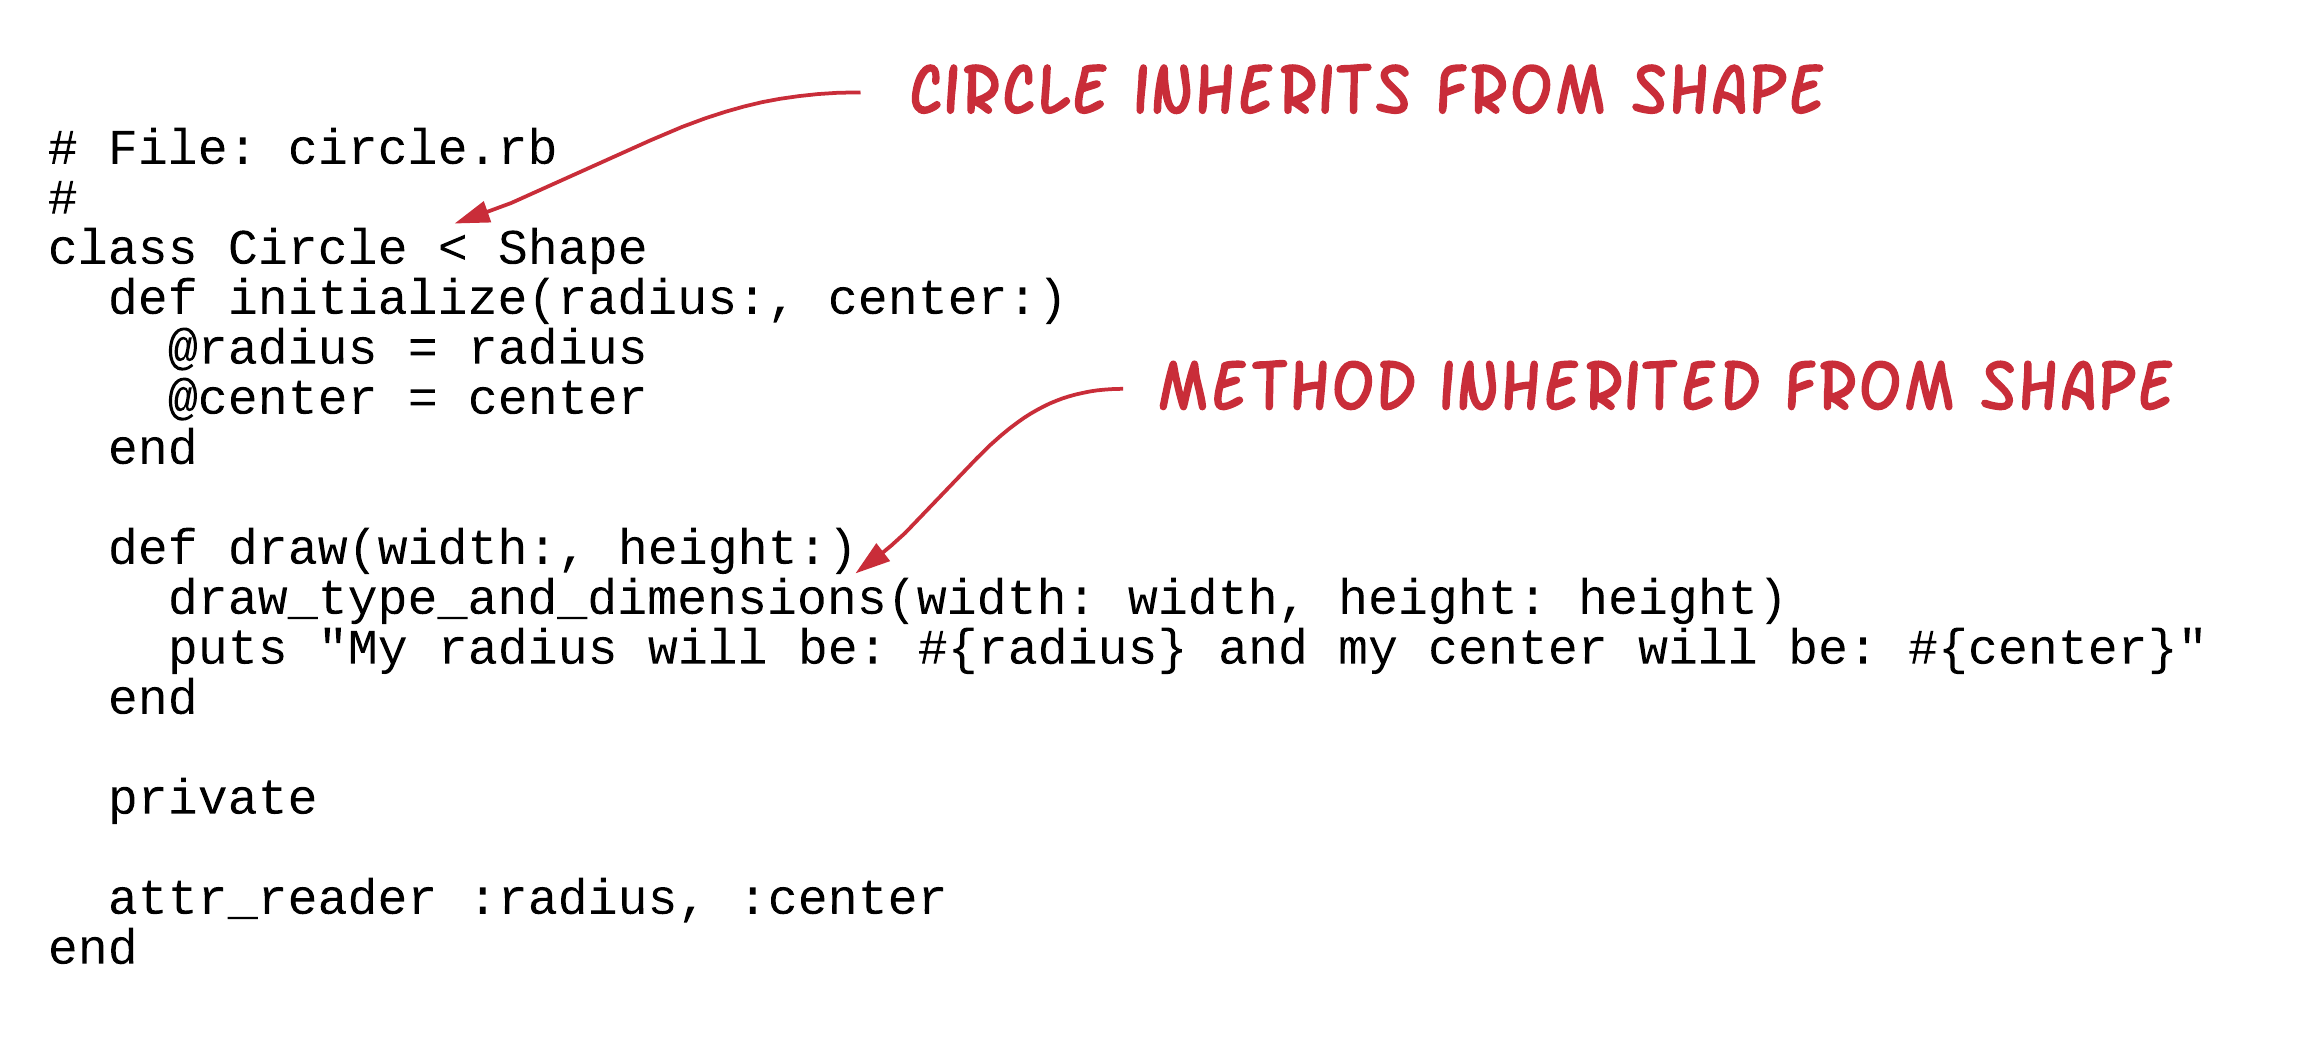 CIRCLE INHERITS FROM SHAPE
# File: circle.rb
#
class Circle < Shape
  def initialize(radius:, center:)
    @radius = radius
    @center = center
  end
METHOD INHERITED FROM SHAPE
  def draw(width:, height:)
    draw_type_and_dimensions(width: width, height: height)
    puts "My radius will be: #{radius} and my center will be: #{center}"
  end
  private
  attr_reader :radius, :center
end